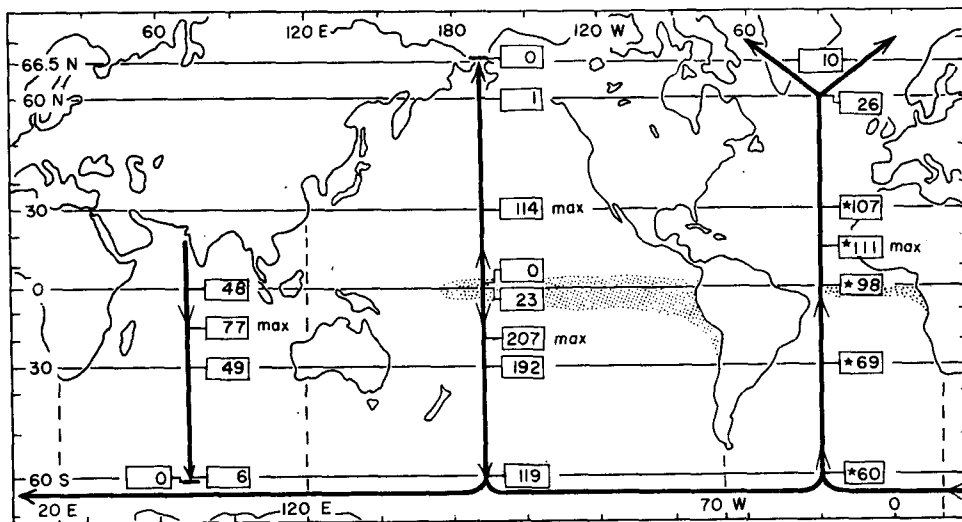 60 120 E 180 120 W 60
66.5 N 0 10
60 N 1 26
30 114 max *107
*111 max
0 48 0 *98
23
77 max 207 max
30 49 192 *69
60 S 0 6 119 *60
20 E 120 E 70 W 0